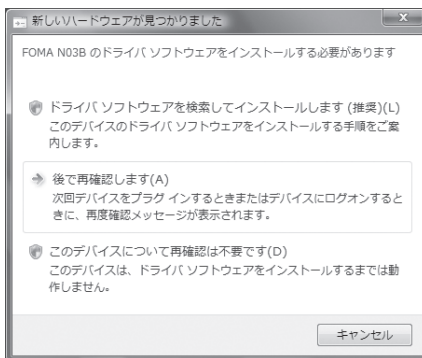 新しいハードウェアが見つかりました
FOMA N03B のドライバ ソフトウェアをインストールする必要があります
ドライバ ソフトウェアを検索してインストールします (推奨)(L)
このデバイスのドライバ ソフトウェアをインストールする手順をご案
内します。
後で再確認します(A)
次回デバイスをプラグ インするときまたはデバイスにログオンすると
きに、再度確認メッセージが表示されます。
このデバイスについて再確認は不要です(D)
このデバイスは、ドライバ ソフトウェアをインストールするまでは動
作しません。
キャンセル